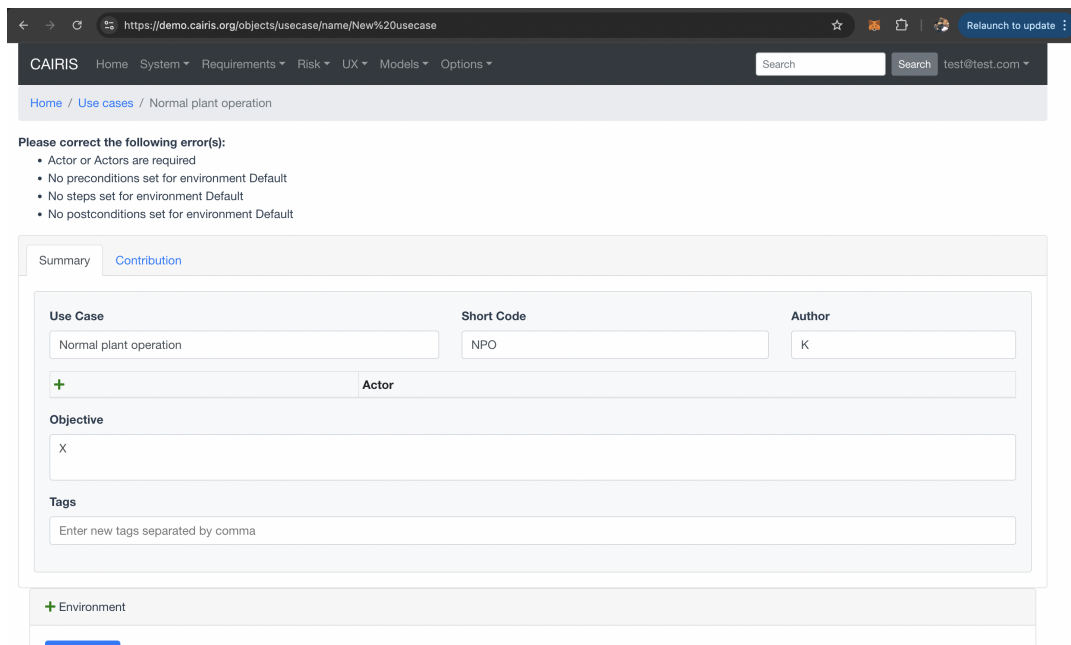 https://demo.cairis.org/objects/usecase/name/New%20usecase Relaunch to update
CAIRIS Home System Requirements Risk UX Models Options Search Search test@test.com
Home / Use cases / Normal plant operation
Please correct the following error(s):
• Actor or Actors are required
• No preconditions set for environment Default
• No steps set for environment Default
• No postconditions set for environment Default
Summary Contribution
Use Case Short Code Author
Normal plant operation NPO K
Actor
Objective
X
Tags
Enter new tags separated by comma
Environment